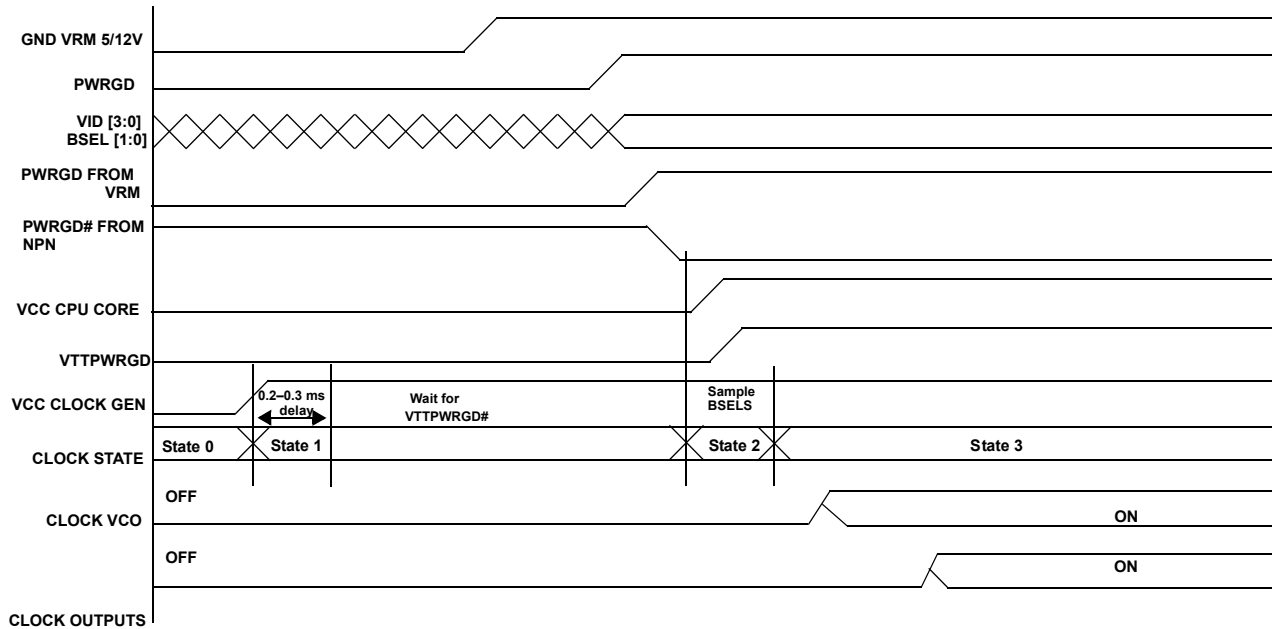 GND VRM 5/12V
PWRGD
VID [3:0]
BSEL [1:0]
PWRGD FROM
VRM
PWRGD# FROM
NPN
VCC CPU CORE
VTTPWRGD
VCC CLOCK GEN
0.2–0.3 ms
delay
Wait for
VTTPWRGD#
Sample
BSELS
CLOCK STATE
State 0
State 1
State 2
State 3
OFF
CLOCK VCO
ON
OFF
ON
CLOCK OUTPUTS